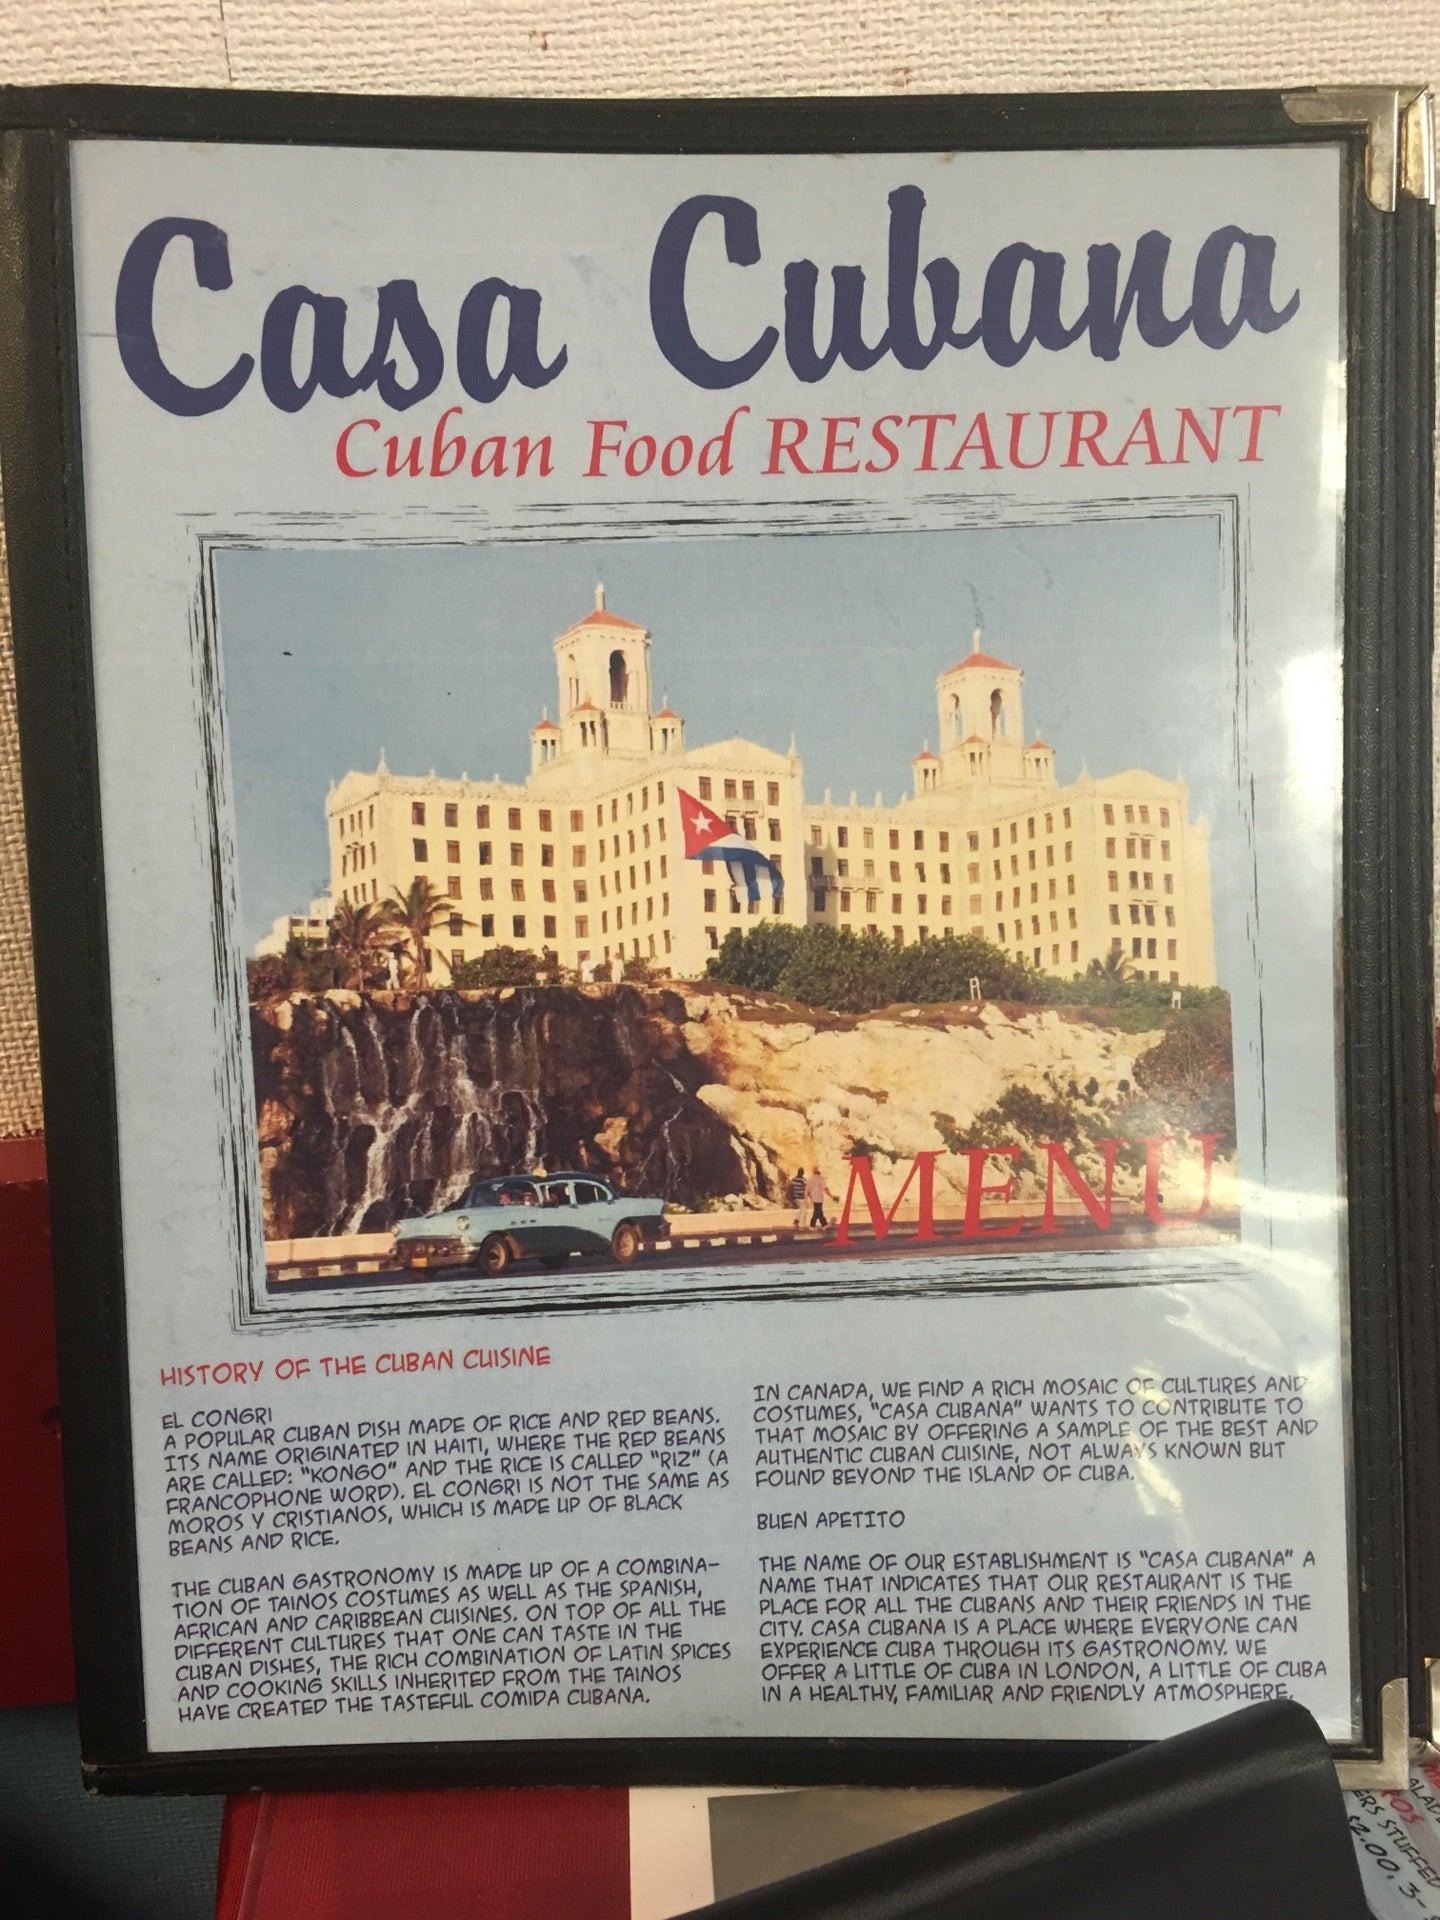 Casa Cubana
Cuban Food RESTAURANT
MENU
HISTORY OF THE CUBAN CUISINE
EL CONGRI
A POPULAR CUBAN DISH MADE OF RICE AND RED BEANS.
ITS NAME ORIGINATED IN HAITI, WHERE THE RED BEANS
ARE CALLED: "KONGO" AND THE RICE IS CALLED "RIZ" (A
FRANCOPHONE WORD). EL CONGRI IS NOT THE SAME AS
MOROS Y CRISTIANOS, WHICH IS MADE UP OF BLACK
BEANS AND RICE.
THE CUBAN GASTRONOMY IS MADE UP OF A COMBINA-
TION OF TAINOS COSTUMES AS WELL AS THE SPANISH,
AFRICAN AND CARIBBEAN CUISINES. ON TOP OF ALL THE
DIFFERENT CULTURES THAT ONE CAN TASTE IN THE
CUBAN DISHES, THE RICH COMBINATION OF LATIN SPICES
AND COOKING SKILLS INHERITED FROM THE TAINOS
HAVE CREATED THE TASTEFUL COMIDA CUBANA.
IN CANADA, WE FIND A RICH MOSAIC OF CULTURES AND
COSTUMES, "CASA CUBANA" WANTS TO CONTRIBUTE TO
THAT MOSAIC BY OFFERING A SAMPLE OF THE BEST AND
AUTHENTIC CUBAN CUISINE, NOT ALWAYS KNOWN BUT
FOUND BEYOND THE ISLAND OF CUBA.
BUEN APETITO
THE NAME OF OUR ESTABLISHMENT IS "CASA CUBANA" A
NAME THAT INDICATES THAT OUR RESTAURANT IS THE
PLACE FOR ALL THE CUBANS AND THEIR FRIENDS IN THE
CITY. CASA CUBANA IS A PLACE WHERE EVERYONE CAN
EXPERIENCE CUBA THROUGH ITS GASTRONOMY. WE
OFFER A LITTLE OF CUBA IN LONDON, A LITTLE OF CUBA
IN A HEALTHY, FAMILIAR AND FRIENDLY ATMOSPHERE.
STUFFED
$2.00, 3-